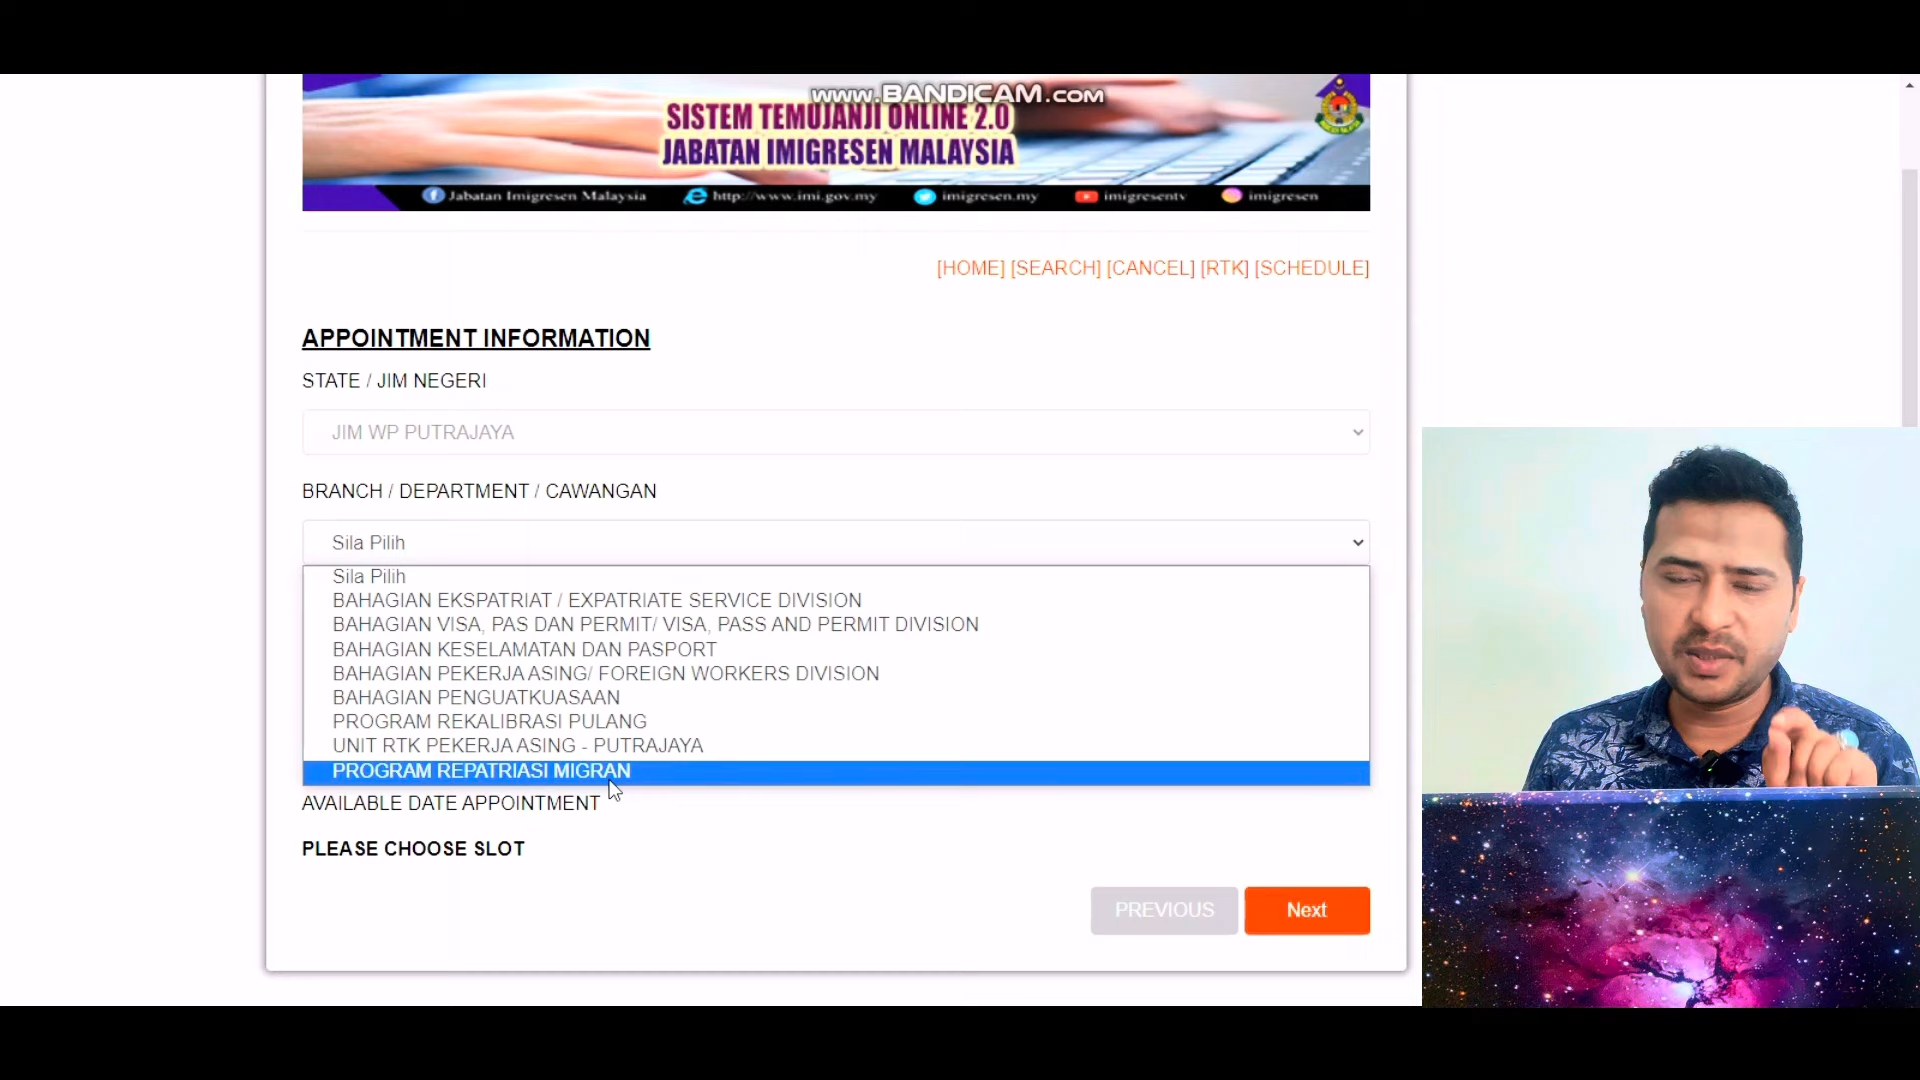 www.BANDICAM.com
SISTEM TEMUJANJI ONLINE 2.0
JABATAN IMIGRESEN MALAYSIA
Jabatan Imigresen Malaysia http://www.imi.gov.my imigresen.my imigresentv imigresen
[HOME] [SEARCH] [CANCEL] [RTK] [SCHEDULE]
APPOINTMENT INFORMATION
STATE / JIM NEGERI
JIM WP PUTRAJAYA
BRANCH / DEPARTMENT / CAWANGAN
Sila Pilih
Sila Pilih
BAHAGIAN EKSPATRIAT / EXPATRIATE SERVICE DIVISION
BAHAGIAN VISA, PAS DAN PERMIT/ VISA, PASS AND PERMIT DIVISION
BAHAGIAN KESELAMATAN DAN PASPORT
BAHAGIAN PEKERJA ASING/ FOREIGN WORKERS DIVISION
BAHAGIAN PENGUATKUASAAN
PROGRAM REKALIBRASI PULANG
UNIT RTK PEKERJA ASING - PUTRAJAYA
PROGRAM REPATRIASI MIGRAN
AVAILABLE DATE APPOINTMENT
PLEASE CHOOSE SLOT
PREVIOUS Next